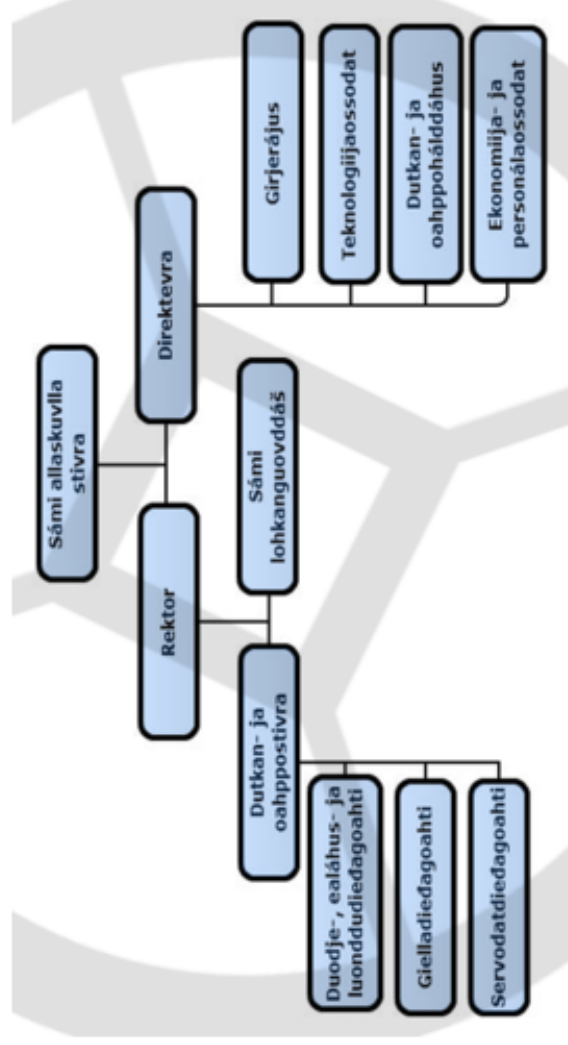 Sámi allaskuvlla
stivra
Rektor
Direktevra
Dutkan- ja
oahppostivra
Sámi
lohkanguovddáš
Girjerájus
Teknologiijaossodat
Dutkan- ja
oahppohálddáhus
Ekonomiija- ja
personálaossodat
Duodje-, ealáhus- ja
luonddudieđagoahti
Gielladieđagoahti
Servodatdieđagoahti